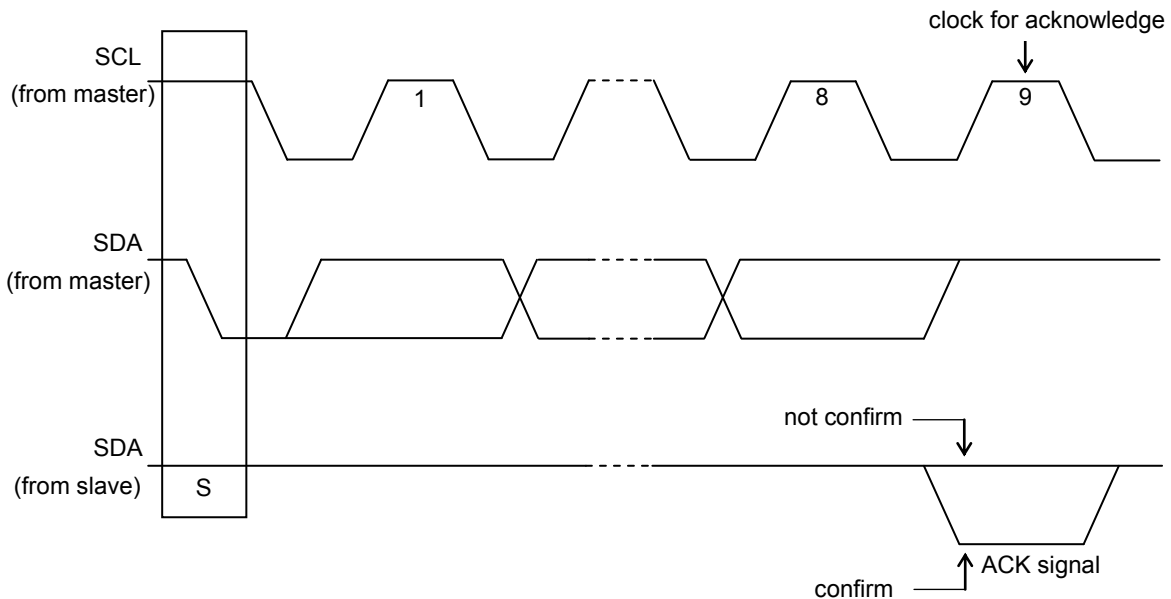 clock for acknowledge
SCL
(from master)
1
8
9
SDA
(from master)
not confirm
SDA
(from slave)
S
ACK signal
confirm